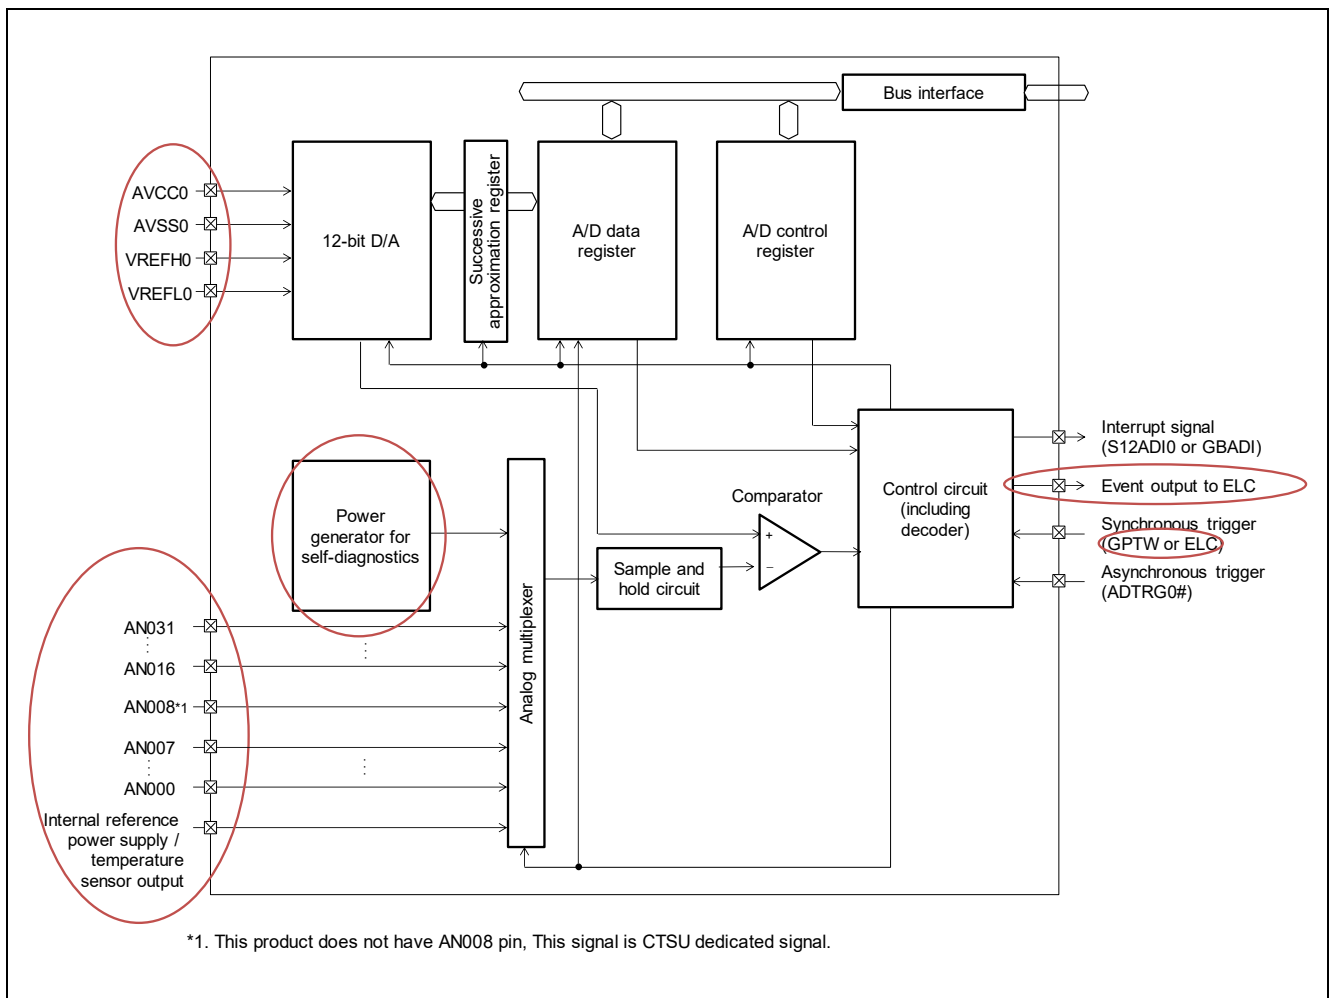 Bus interface
AVCC0
AVSS0
VREFH0
VREFL0
12-bit D/A
Successive
approximation register
A/D data
register
A/D control
register
Interrupt signal
(S12ADI0 or GBADI)
Event output to ELC
Synchronous trigger
(GPTW or ELC)
Asynchronous trigger
(ADTRG0#)
Control circuit
(including
decoder)
Comparator
+
−
Power
generator for
self-diagnostics
Sample and
hold circuit
Analog multiplexer
AN031
AN016
AN008*1
AN007
AN000
Internal reference
power supply /
temperature
sensor output
*1. This product does not have AN008 pin, This signal is CTSU dedicated signal.